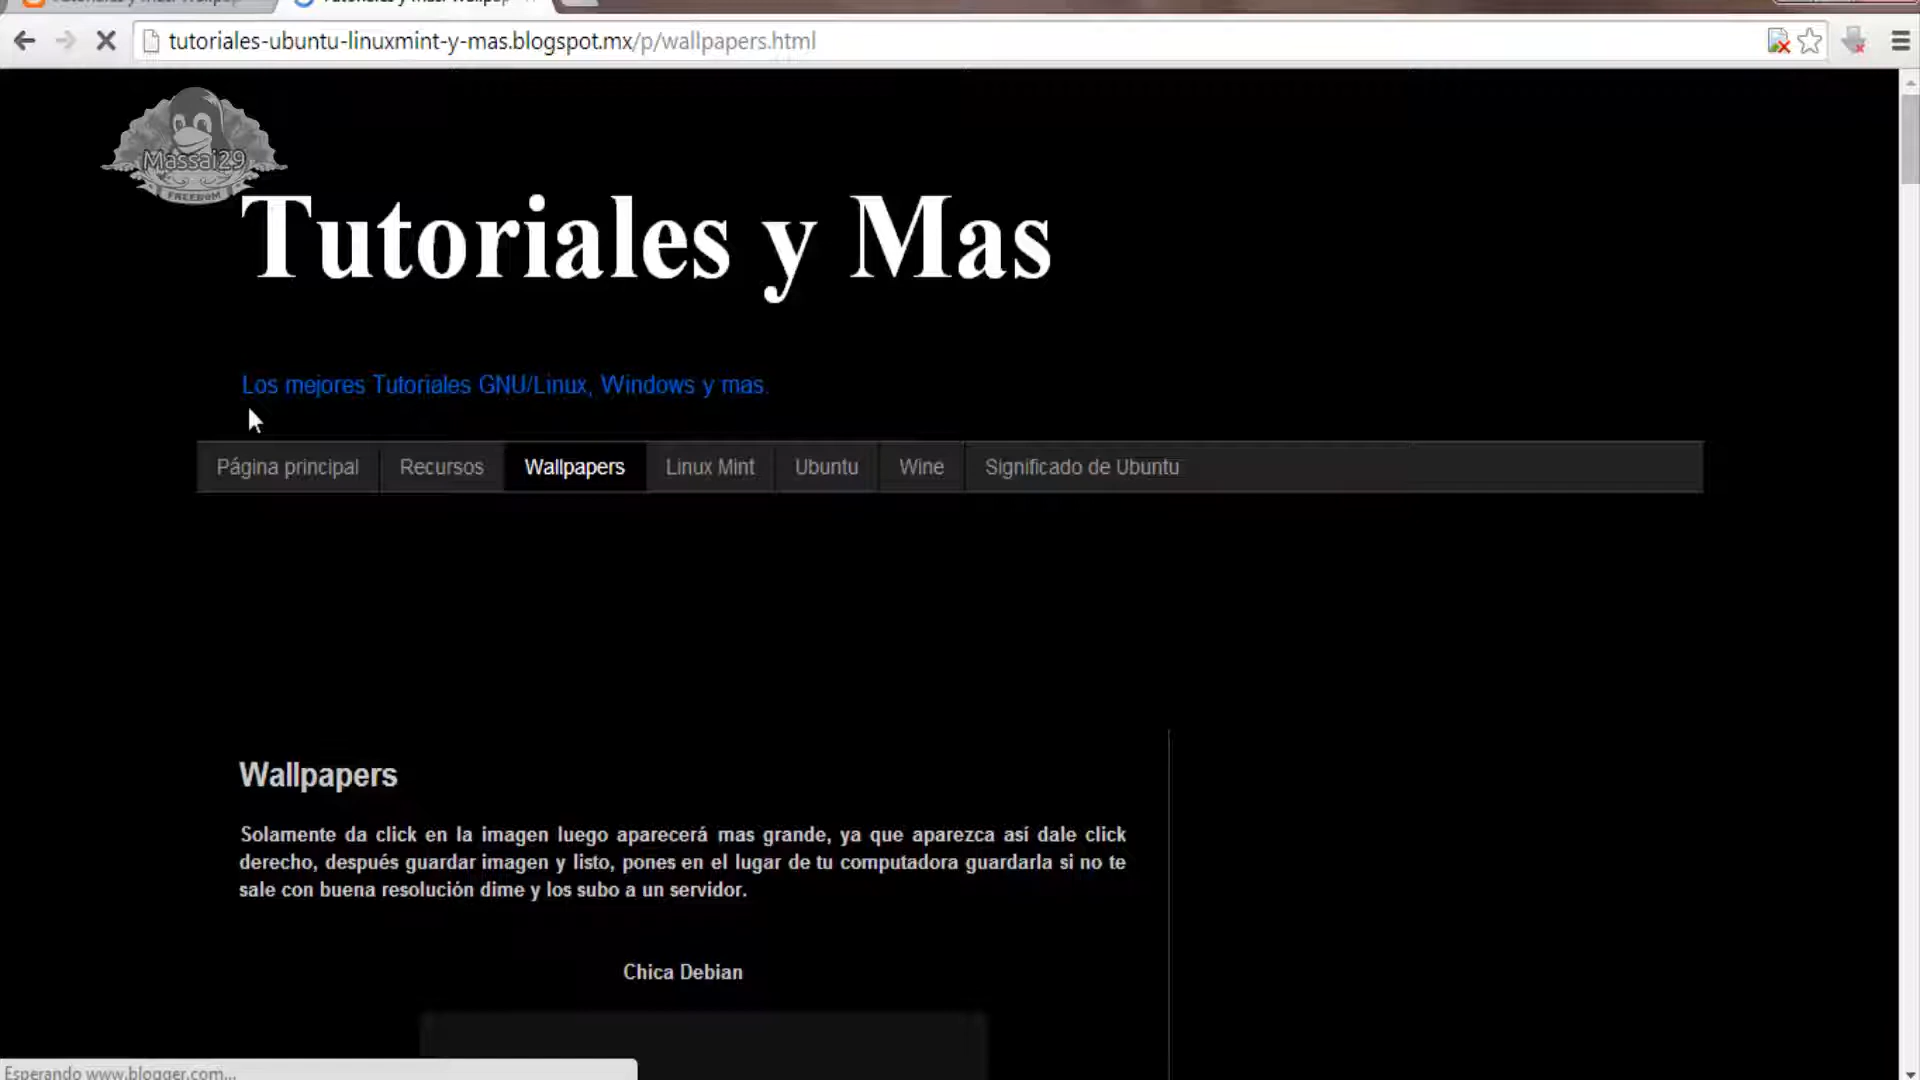 tutoriales-ubuntu-linuxmint-y-mas.blogspot.mx/p/wallpapers.html
Massai29
FREEDOM
Tutoriales y Mas
Los mejores Tutoriales GNU/Linux, Windows y mas.
Página principal Recursos Wallpapers Linux Mint Ubuntu Wine Significado de Ubuntu
Wallpapers
Solamente da click en la imagen luego aparecerá mas grande, ya que aparezca así dale click
derecho, después guardar imagen y listo, pones en el lugar de tu computadora guardarla si no te
sale con buena resolución dime y los subo a un servidor.
Chica Debian
Esperando www.blogger.com...